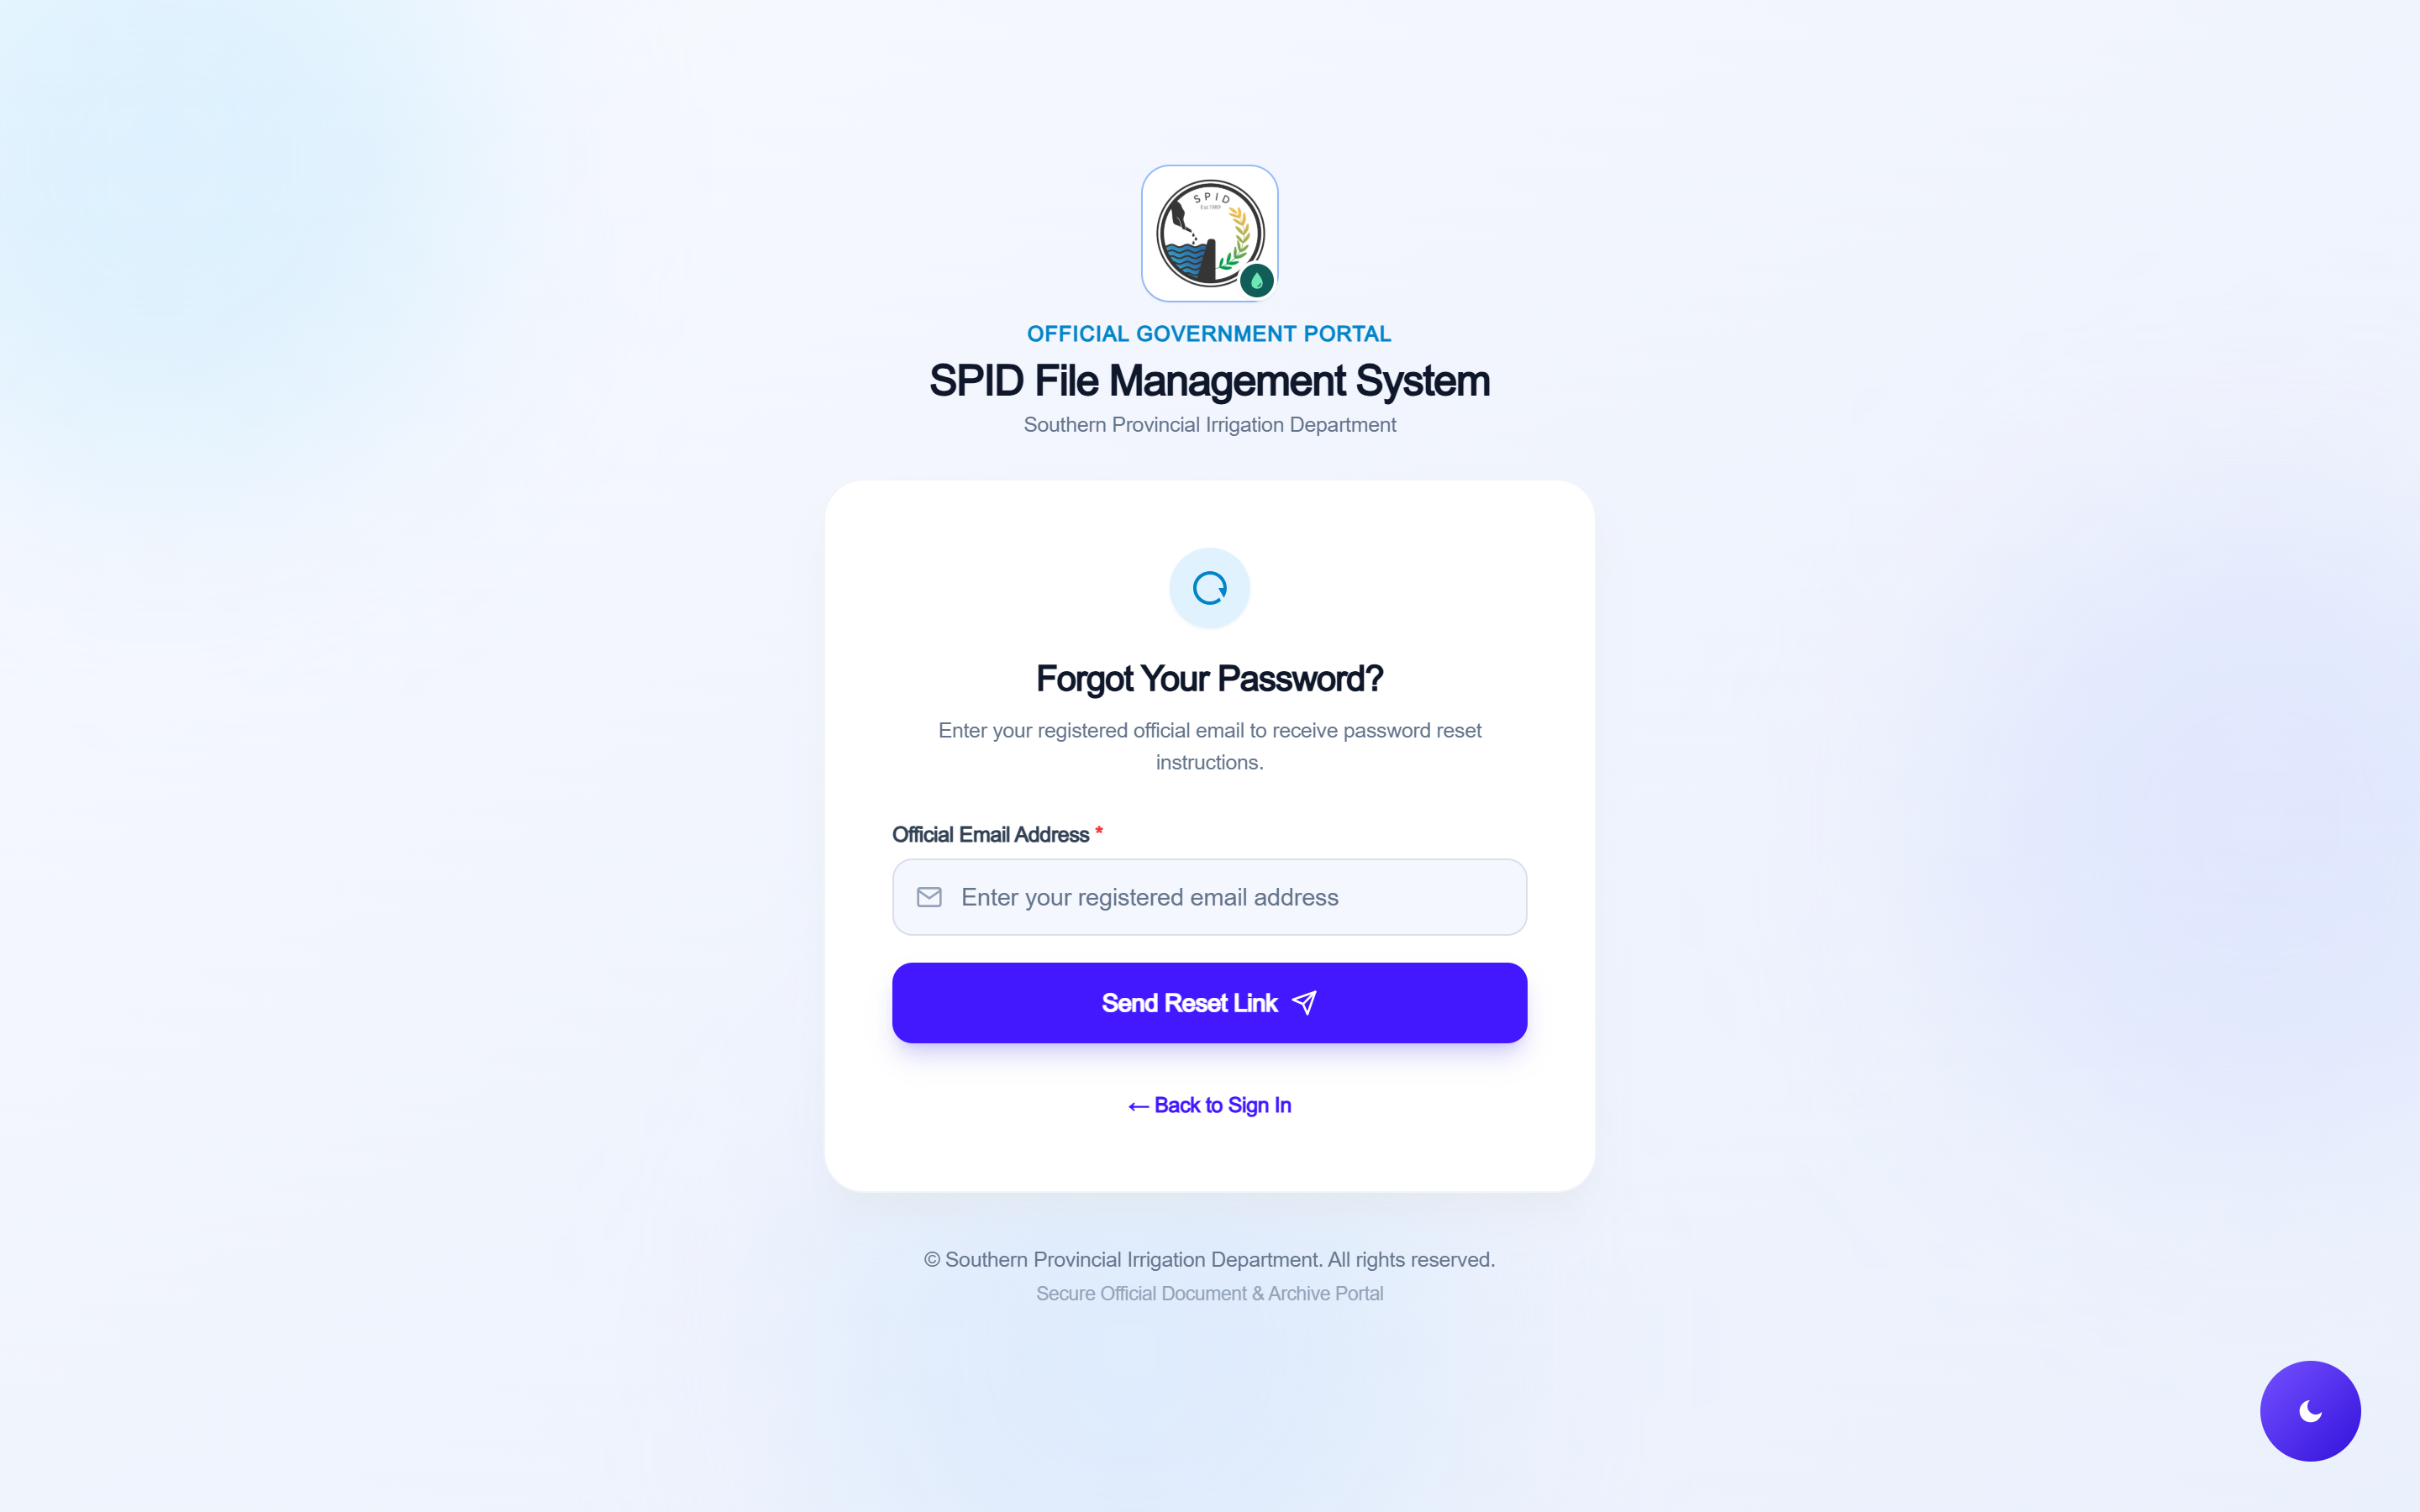 SPID
Est 1989
OFFICIAL GOVERNMENT PORTAL
SPID File Management System
Southern Provincial Irrigation Department
Forgot Your Password?
Enter your registered official email to receive password reset
instructions.
Official Email Address *
Enter your registered email address
Send Reset Link
← Back to Sign In
© Southern Provincial Irrigation Department. All rights reserved.
Secure Official Document & Archive Portal